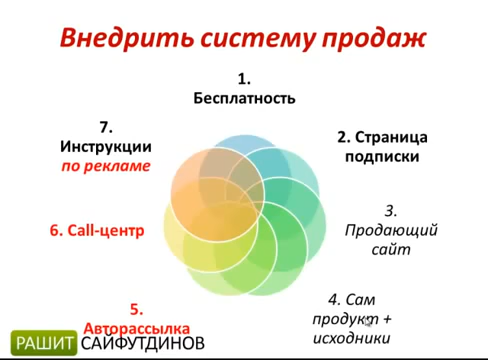 Внедрить систему продаж
1.
Бесплатность
2. Страница
подписки
3.
Продающий
сайт
4. Сам
продукт +
исходники
5.
Авторассылка
6. Call-центр
7.
Инструкции
по рекламе
РАШИТ САЙФУТДИНОВ